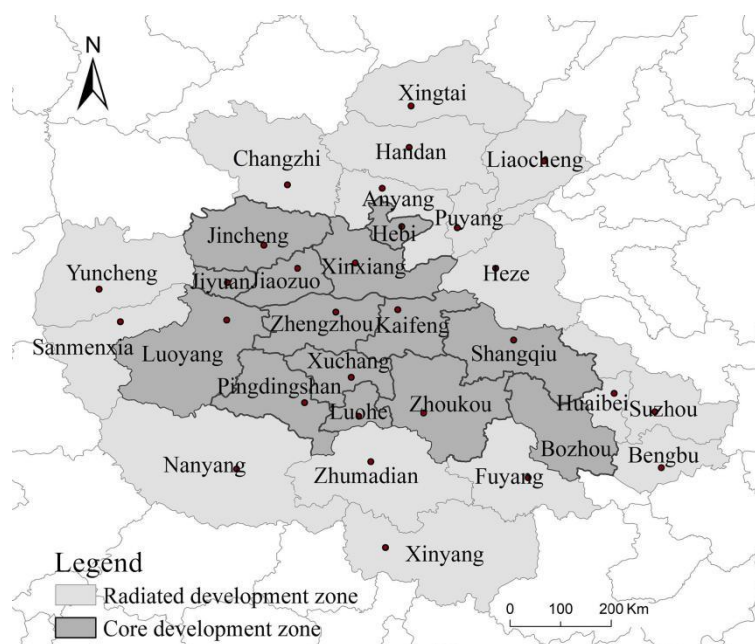 N
Xingtai
Handan
Liaocheng
Changzhi
Anyang
Puyang
Hebi
Jincheng
Xinxiang
Heze
Yuncheng
Jiyuan
Jiaozuo
Zhengzhou
Kaifeng
Sanmenxia
Luoyang
Shangqiu
Xuchang
Pingdingshan
Luohe
Zhoukou
Huaibei
Suzhou
Bozhou
Bengbu
Nanyang
Zhumadian
Fuyang
Xinyang
Legend
Radiated development zone
Core development zone
0 100 200 Km